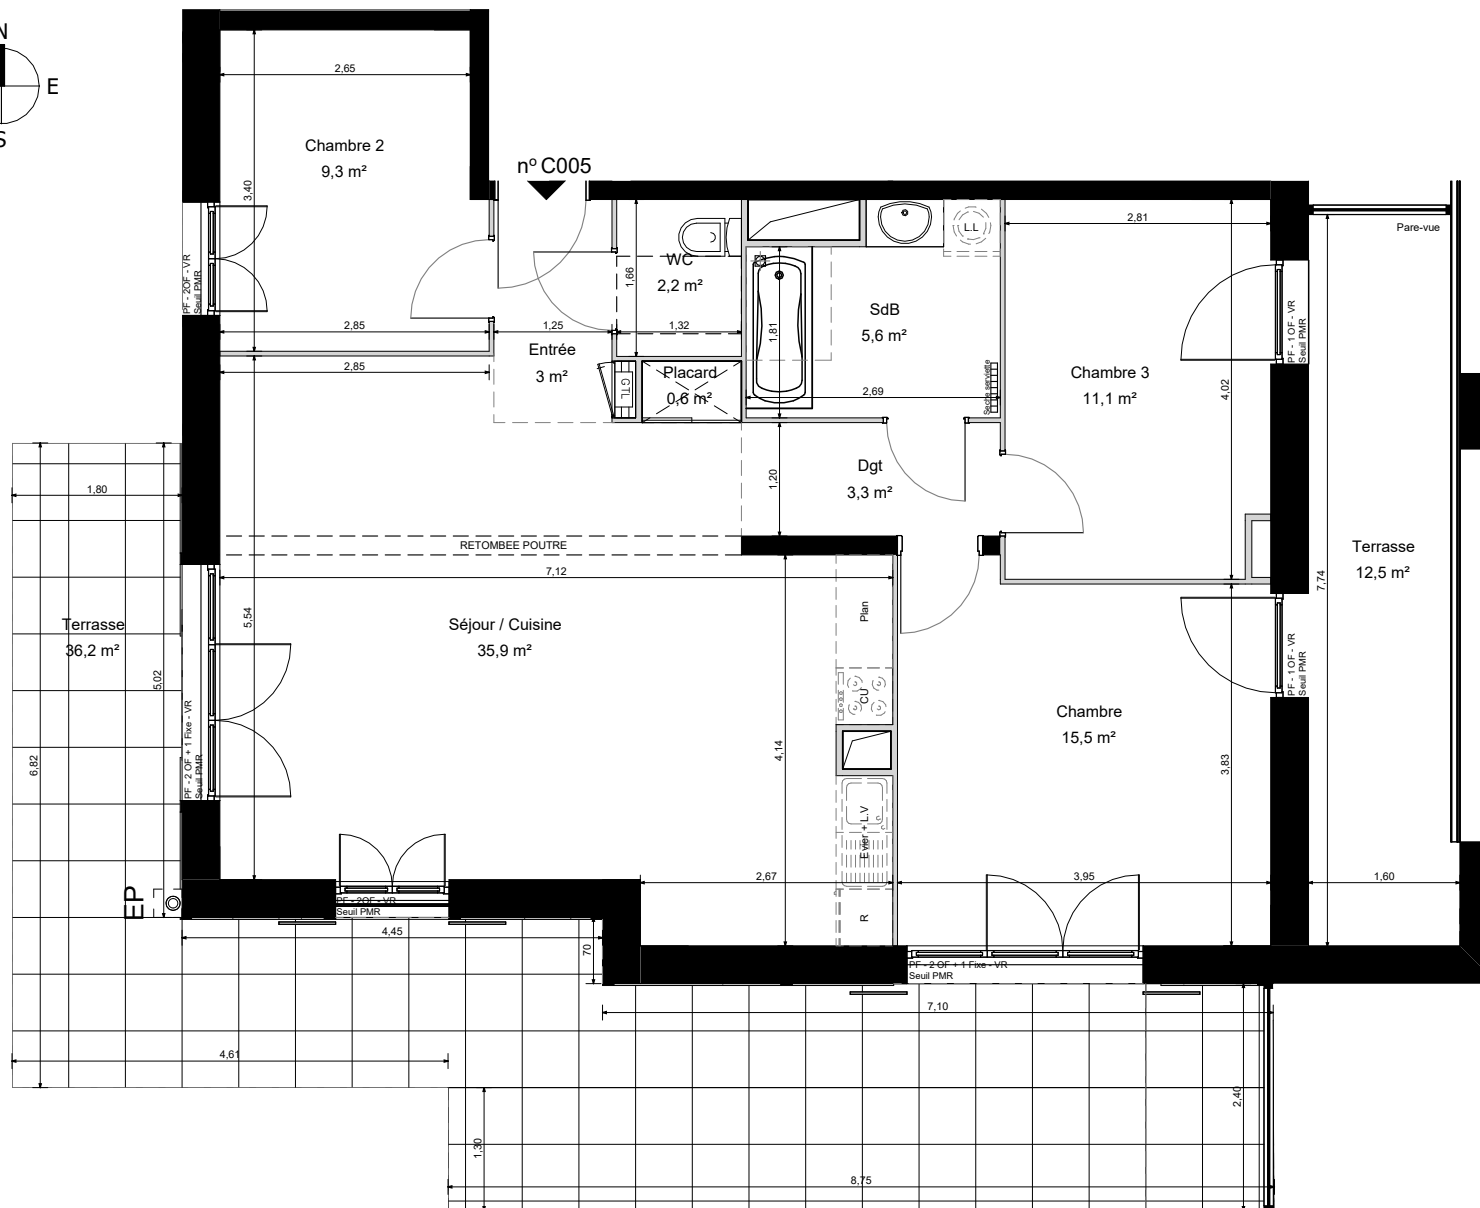 N
E
S
2,65
Chambre 2
9,3 m²
3,40
nº C005
PF - 2OF - VR
Seuil PMR
2,85
1,25
1,32
1,66
WC
2,2 m²
Entrée
3 m²
2,85
GTL
Placard
0,6 m²
L.L
1,81
SdB
5,6 m²
2,69
Sèche serviette
2,81
Chambre 3
11,1 m²
4,02
PF - 1 OF - VR
Seuil PMR
Pare-vue
Terrasse
12,5 m²
7,74
1,80
1,20
Dgt
3,3 m²
RETOMBEE POUTRE
7,12
5,54
Terrasse
36,2 m²
5,02
6,82
Séjour / Cuisine
35,9 m²
Plan
CU
4,14
Evier + L.V
R
PF - 2 OF + 1 Fixe - VR
Seuil PMR
Chambre
15,5 m²
3,83
PF - 1 OF - VR
Seuil PMR
2,67
3,95
1,60
EP
PF - 2OF - VR
Seuil PMR
4,45
70
PF - 2 OF + 1 Fixe - VR
Seuil PMR
7,10
4,61
2,40
1,30
8,75